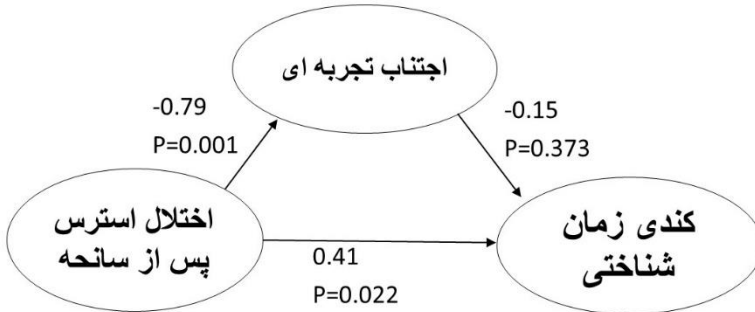 اجتناب تجربه ای
-0.79
P=0.001
-0.15
P=0.373
اختلال استرس
پس از سانحه
0.41
P=0.022
کندی زمان
شناختی